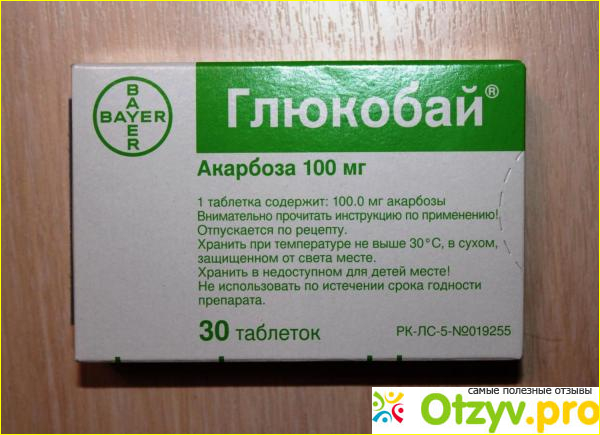 BAYER
BAYER
Глюкобай®
Акарбоза 100 мг
1 таблетка содержит: 100.0 мг акарбозы
Внимательно прочитать инструкцию по применению!
Отпускается по рецепту.
Хранить при температуре не выше 30°С, в сухом,
защищенном от света месте.
Хранить в недоступном для детей месте!
Не использовать по истечении срока годности
препарата.
30 таблеток
РК-ЛС-5-№019255
самые полезные отзывы
Otzyv.pro